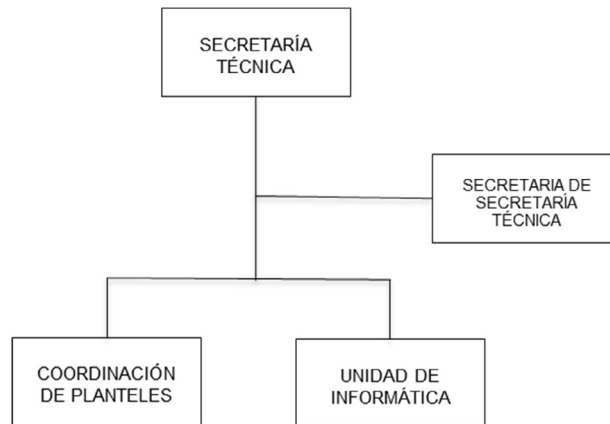 SECRETARÍA
TÉCNICA
SECRETARIA DE
SECRETARÍA
TÉCNICA
COORDINACIÓN
DE PLANTELES
UNIDAD DE
INFORMÁTICA